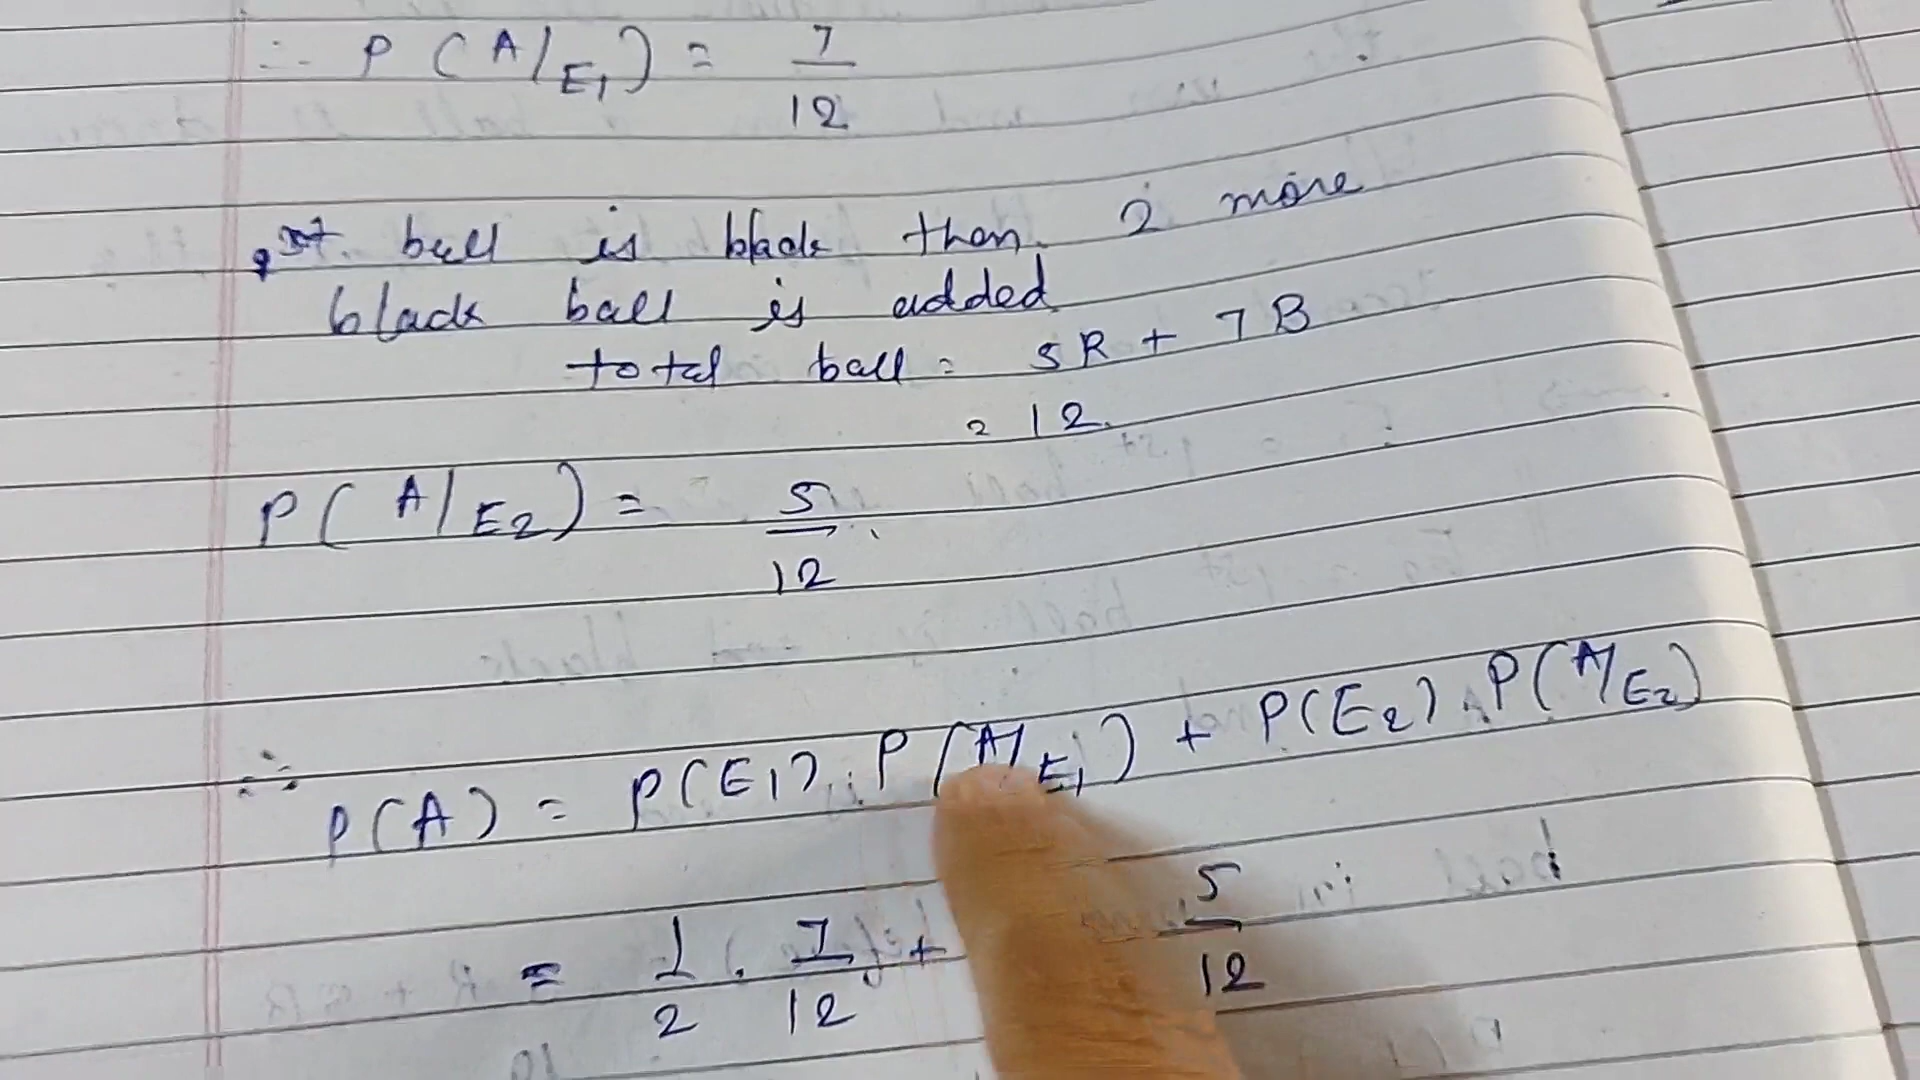 ∴ P(A/E₁) = 7/12
1st ball is black then 2 more
black ball is added
total ball = 5R + 7B
= 12.
P(A/E₂) = 5/12
∴ P(A) = P(E₁). P(A/E₁) + P(E₂). P(A/E₂)
= 1/2 . 7/12 + 5/12